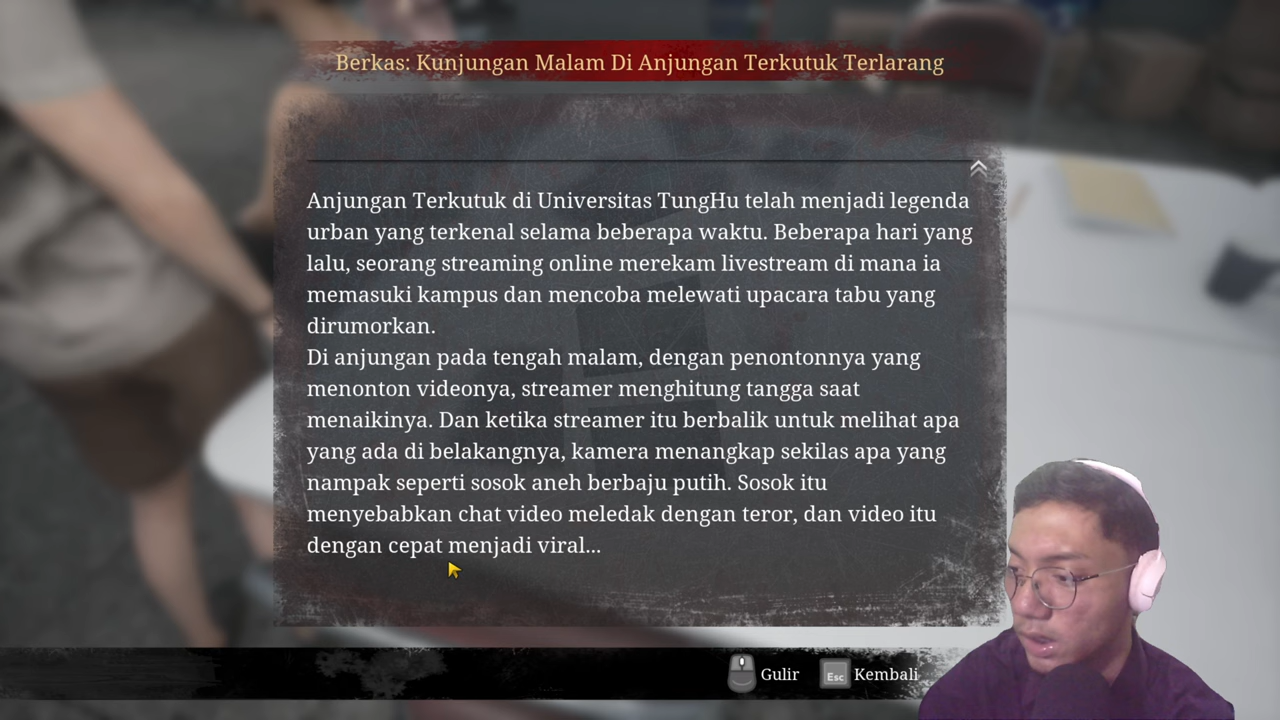 Berkas: Kunjungan Malam Di Anjungan Terkutuk Terlarang
Anjungan Terkutuk di Universitas TungHu telah menjadi legenda
urban yang terkenal selama beberapa waktu. Beberapa hari yang
lalu, seorang streaming online merekam livestream di mana ia
memasuki kampus dan mencoba melewati upacara tabu yang
dirumorkan.
Di anjungan pada tengah malam, dengan penontonnya yang
menonton videonya, streamer menghitung tangga saat
menaikinya. Dan ketika streamer itu berbalik untuk melihat apa
yang ada di belakangnya, kamera menangkap sekilas apa yang
nampak seperti sosok aneh berbaju putih. Sosok itu
menyebabkan chat video meledak dengan teror, dan video itu
dengan cepat menjadi viral...
Gulir
Esc Kembali